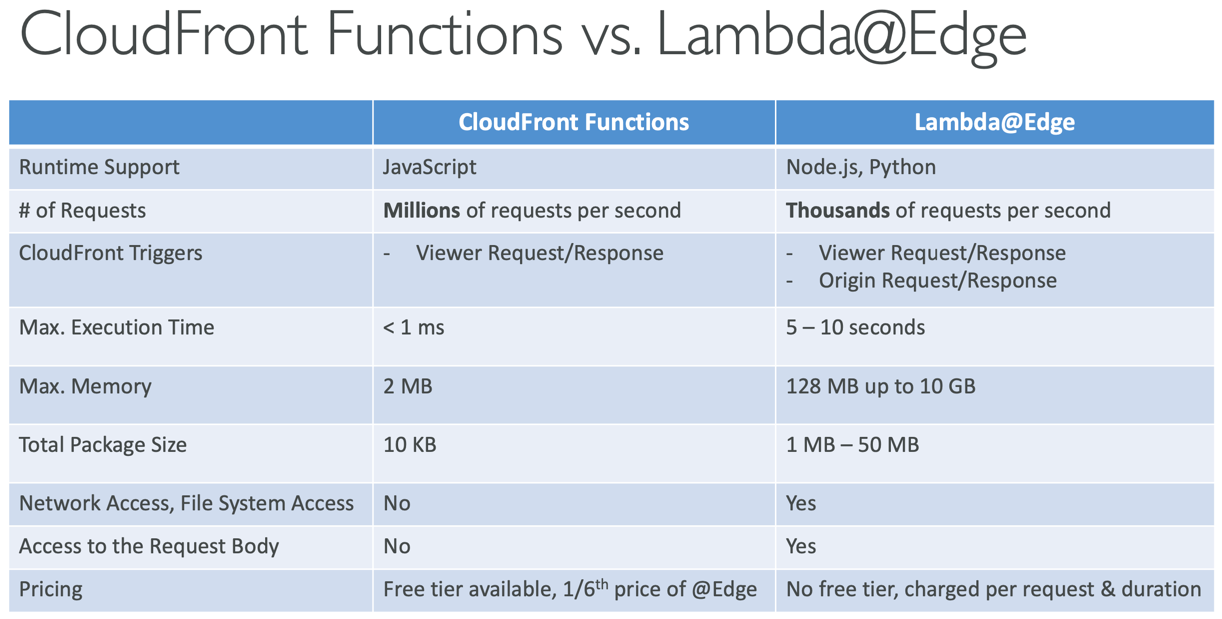 CloudFront Functions vs. Lambda@Edge
CloudFront Functions Lambda@Edge
Runtime Support JavaScript Node.js, Python
# of Requests Millions of requests per second Thousands of requests per second
CloudFront Triggers - Viewer Request/Response - Viewer Request/Response
- Origin Request/Response
Max. Execution Time < 1 ms 5 – 10 seconds
Max. Memory 2 MB 128 MB up to 10 GB
Total Package Size 10 KB 1 MB – 50 MB
Network Access, File System Access No Yes
Access to the Request Body No Yes
Pricing Free tier available, 1/6th price of @Edge No free tier, charged per request & duration